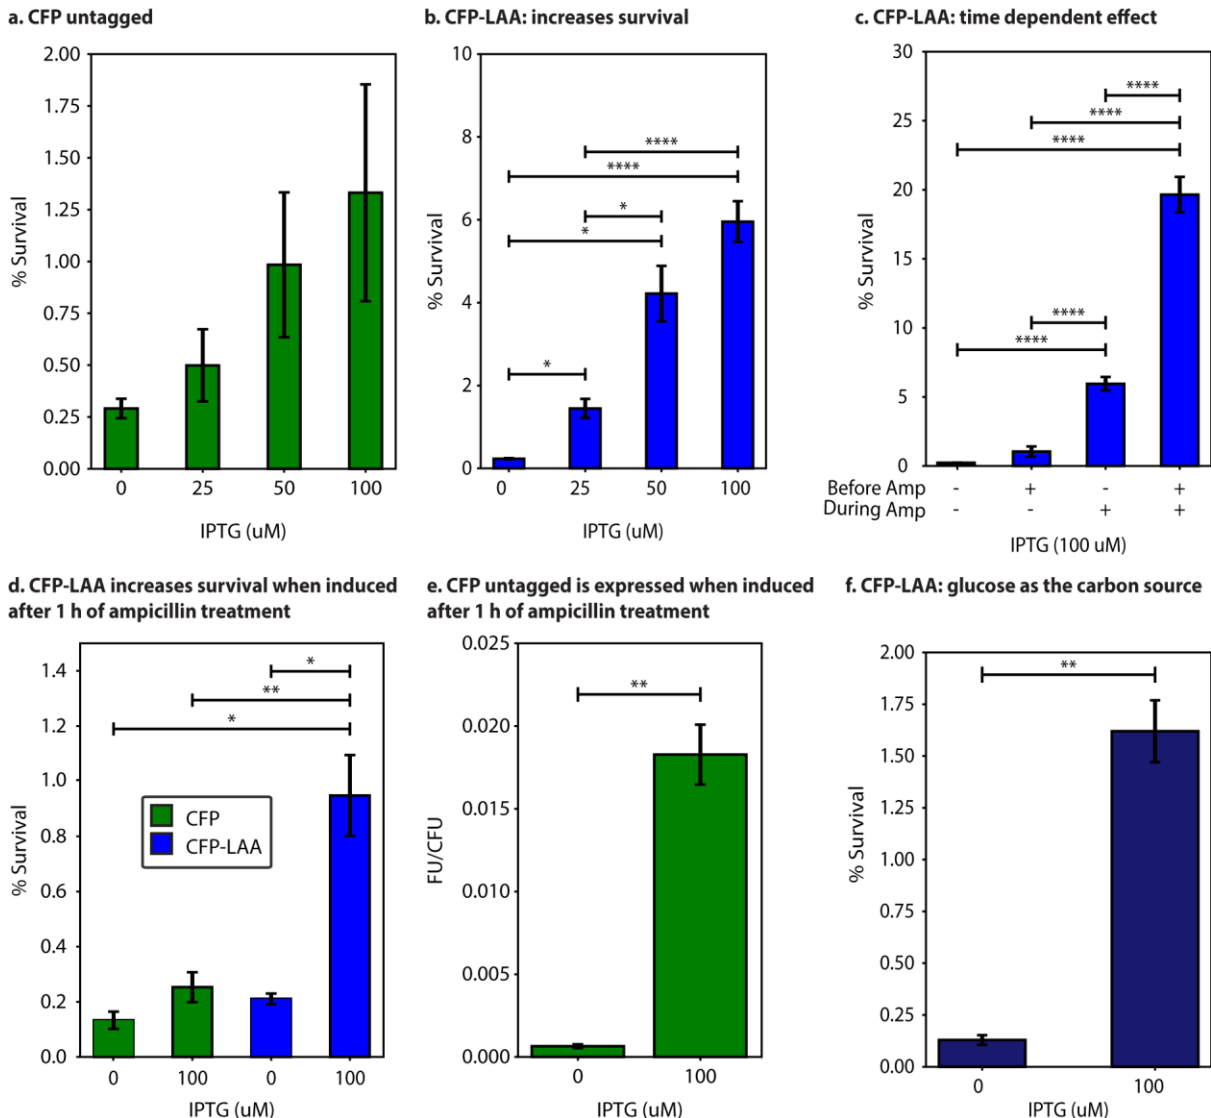 a. CFP untagged
2.00
1.75
1.50
1.25
1.00
0.75
0.50
0.25
0.00
% Survival
0 25 50 100
IPTG (uM)
b. CFP-LAA: increases survival
10
8
6
4
2
0
% Survival
****
****
*
*
*
0 25 50 100
IPTG (uM)
c. CFP-LAA: time dependent effect
30
25
20
15
10
5
0
% Survival
****
****
****
****
****
Before Amp - + - +
During Amp - - + +
IPTG (100 uM)
d. CFP-LAA increases survival when induced
after 1 h of ampicillin treatment
1.4
1.2
1.0
0.8
0.6
0.4
0.2
0.0
% Survival
*
**
*
CFP
CFP-LAA
0 100 0 100
IPTG (uM)
e. CFP untagged is expressed when induced
after 1 h of ampicillin treatment
0.025
0.020
0.015
0.010
0.005
0.000
FU/CFU
**
0 100
IPTG (uM)
f. CFP-LAA: glucose as the carbon source
2.00
1.75
1.50
1.25
1.00
0.75
0.50
0.25
0.00
% Survival
**
0 100
IPTG (uM)